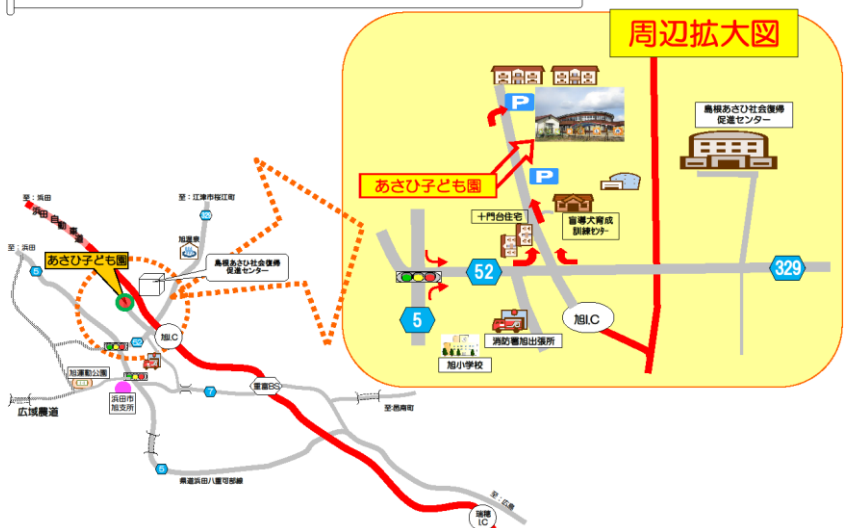 周辺拡大図
島根あさひ社会復帰
促進センター
P
あさひ子ども園
P
十門台住宅
盲導犬育成
訓練ｾﾝﾀｰ
52
329
5
旭I.C
消防署旭出張所
旭小学校
至：浜田
浜田自動車道
至：江津市桜江町
329
至：浜田
旭温泉
あさひ子ども園
島根あさひ社会復帰
促進センター
5
52
旭I.C
旭運動公園
浜田市
旭支所
広域農道
7
重富BS
至:邑南町
5
県道浜田八重可部線
至：広島
瑞穂
I.C